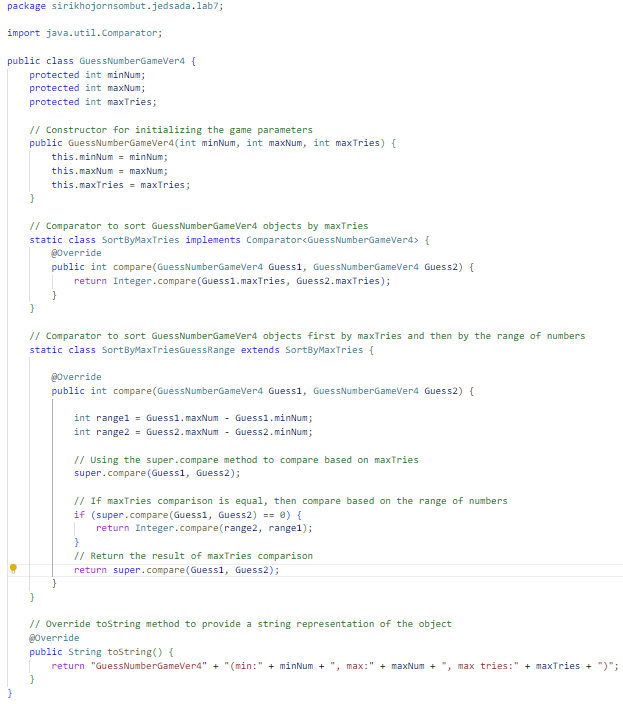 package sirikhojornsombut.jedsada.lab7;
import java.util.Comparator;
public class GuessNumberGameVer4 {
    protected int minNum;
    protected int maxNum;
    protected int maxTries;
    // Constructor for initializing the game parameters
    public GuessNumberGameVer4(int minNum, int maxNum, int maxTries) {
        this.minNum = minNum;
        this.maxNum = maxNum;
        this.maxTries = maxTries;
    }
    // Comparator to sort GuessNumberGameVer4 objects by maxTries
    static class SortByMaxTries implements Comparator<GuessNumberGameVer4> {
        @Override
        public int compare(GuessNumberGameVer4 Guess1, GuessNumberGameVer4 Guess2) {
            return Integer.compare(Guess1.maxTries, Guess2.maxTries);
        }
    }
    // Comparator to sort GuessNumberGameVer4 objects first by maxTries and then by the range of numbers
    static class SortByMaxTriesGuessRange extends SortByMaxTries {
        @Override
        public int compare(GuessNumberGameVer4 Guess1, GuessNumberGameVer4 Guess2) {
            int range1 = Guess1.maxNum - Guess1.minNum;
            int range2 = Guess2.maxNum - Guess2.minNum;
            // Using the super.compare method to compare based on maxTries
            super.compare(Guess1, Guess2);
            // If maxTries comparison is equal, then compare based on the range of numbers
            if (super.compare(Guess1, Guess2) == 0) {
                return Integer.compare(range2, range1);
            }
            // Return the result of maxTries comparison
            return super.compare(Guess1, Guess2);
        }
    }
    // Override toString method to provide a string representation of the object
    @Override
    public String toString() {
        return "GuessNumberGameVer4" + "(min:" + minNum + ", max:" + maxNum + ", max tries:" + maxTries + ")";
    }
}